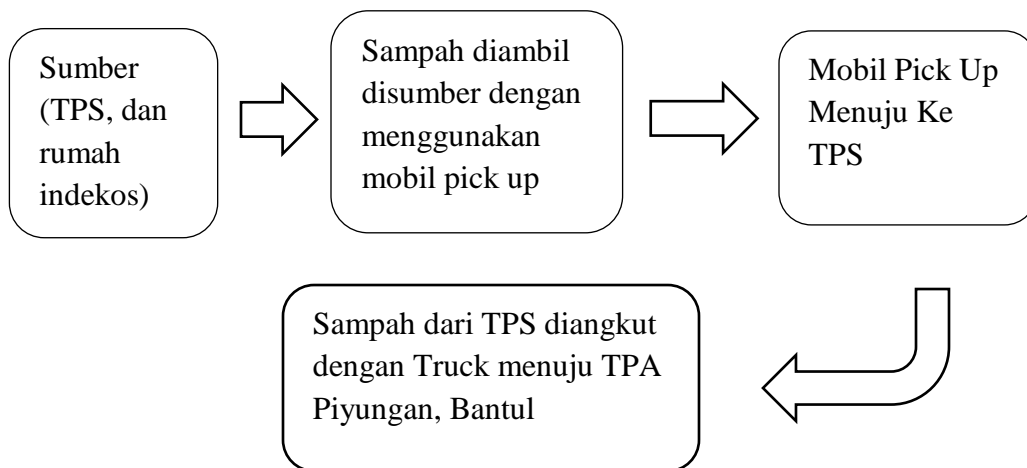 Sumber
(TPS, dan
rumah
indekos)
Sampah diambil
disumber dengan
menggunakan
mobil pick up
Mobil Pick Up
Menuju Ke
TPS
Sampah dari TPS diangkut
dengan Truck menuju TPA
Piyungan, Bantul